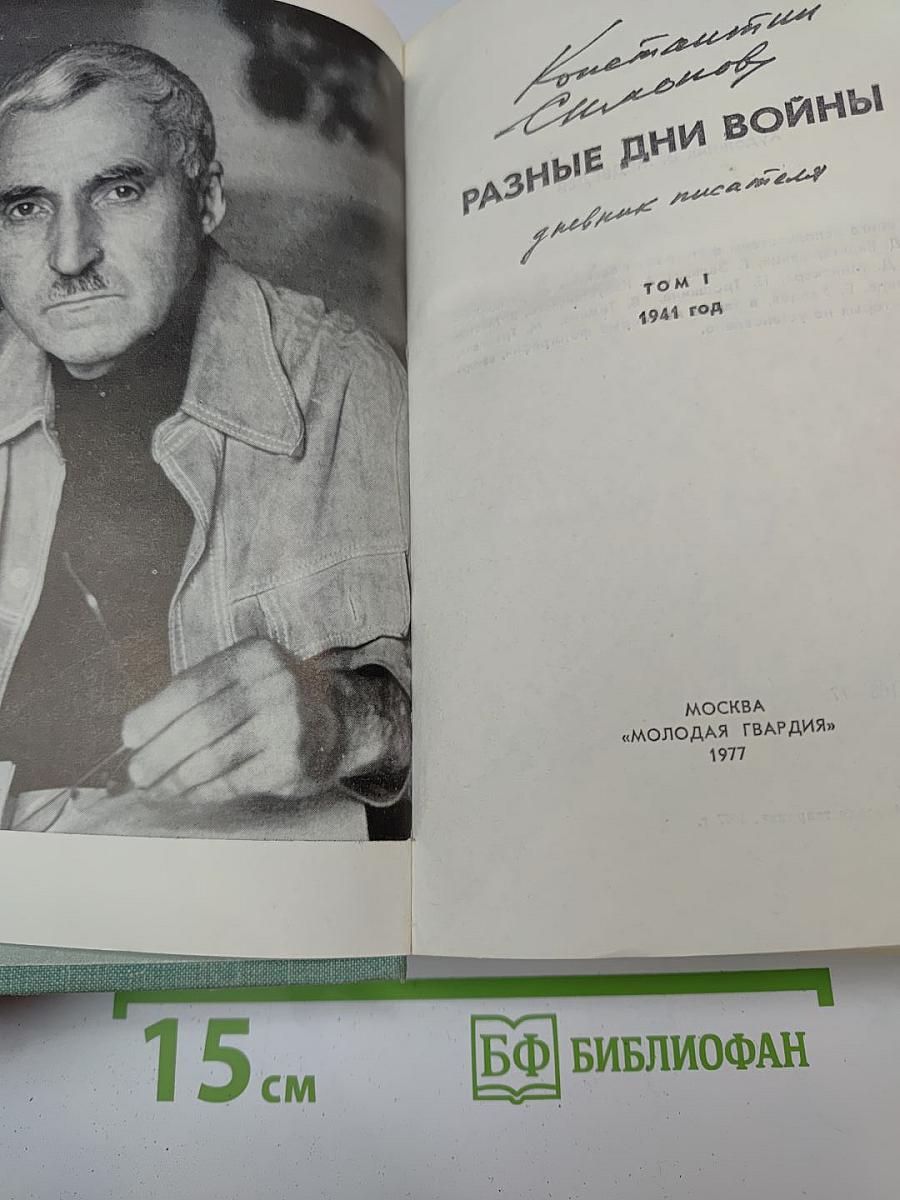 Константин
Симонов
РАЗНЫЕ ДНИ ВОЙНЫ
дневник писателя
ТОМ I
1941 год
МОСКВА
«МОЛОДАЯ ГВАРДИЯ»
1977
15 см
БФ БИБЛИОФАН